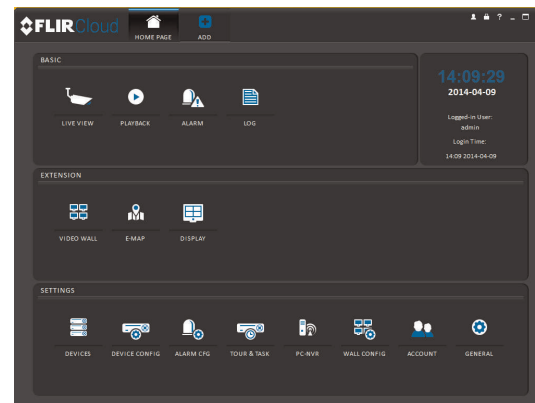 FLIRCloud
HOME PAGE
ADD
?
BASIC
LIVE VIEW
PLAYBACK
ALARM
LOG
14:09:29
2014-04-09
Logged-in User:
admin
Login Time:
14:09 2014-04-09
EXTENSION
VIDEO WALL
E-MAP
DISPLAY
SETTINGS
DEVICES
DEVICE CONFIG
ALARM CFG
TOUR & TASK
PC-NVR
WALL CONFIG
ACCOUNT
GENERAL